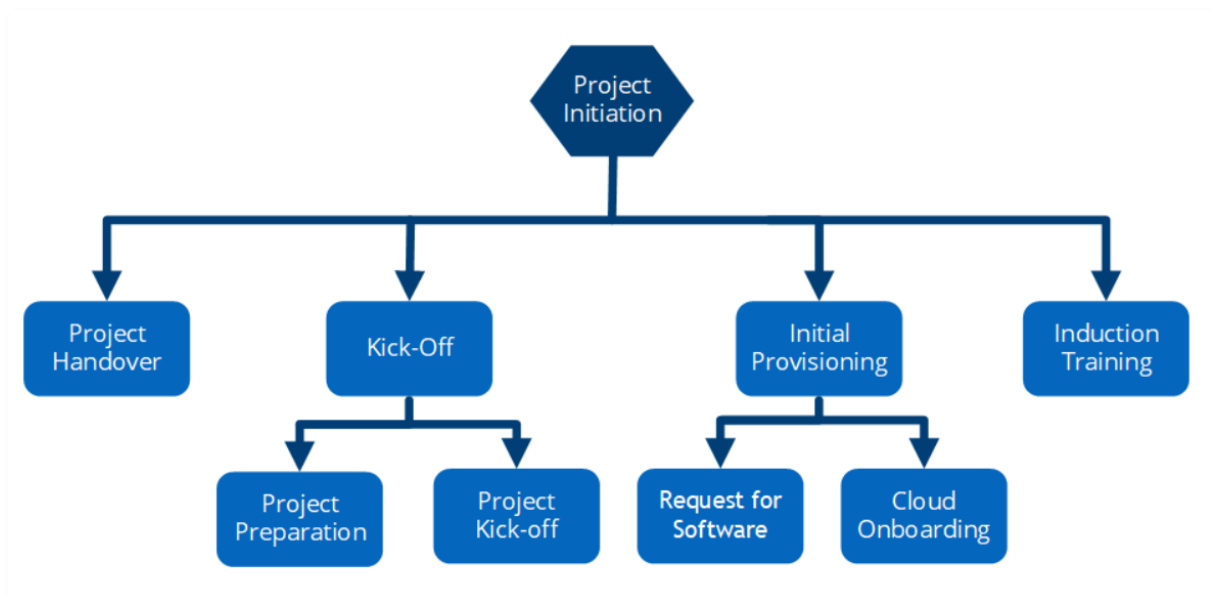 Project
Initiation
Project
Handover
Kick-Off
Initial
Provisioning
Induction
Training
Project
Preparation
Project
Kick-off
Request for
Software
Cloud
Onboarding